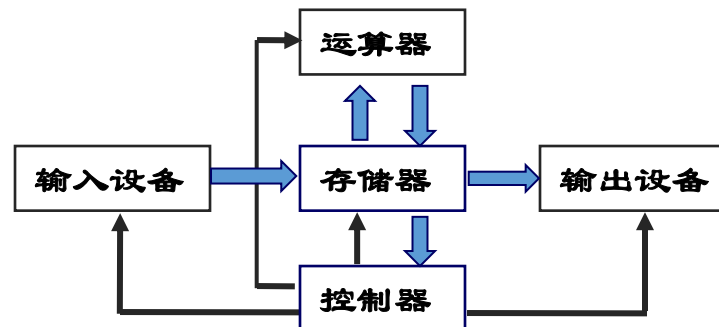 运算器
输入设备
存储器
输出设备
控制器